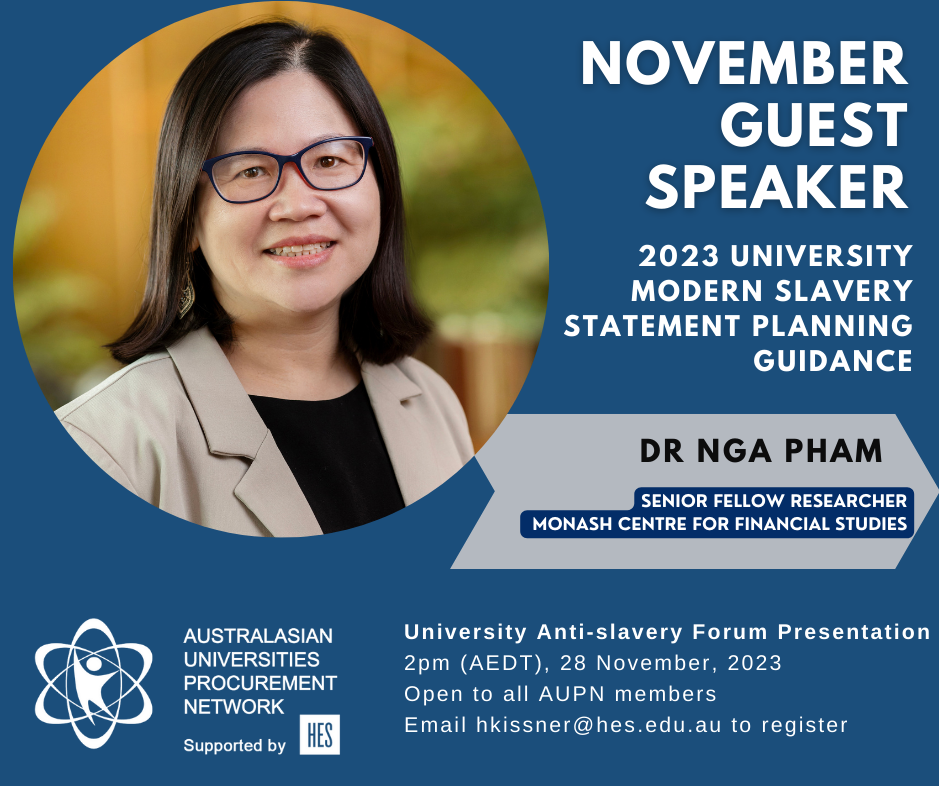 NOVEMBER
GUEST
SPEAKER
2023 UNIVERSITY
MODERN SLAVERY
STATEMENT PLANNING
GUIDANCE
DR NGA PHAM
SENIOR FELLOW RESEARCHER
MONASH CENTRE FOR FINANCIAL STUDIES
AUSTRALASIAN
UNIVERSITIES
PROCUREMENT
NETWORK
Supported by HES
University Anti-slavery Forum Presentation
2pm (AEDT), 28 November, 2023
Open to all AUPN members
Email hkissner@hes.edu.au to register